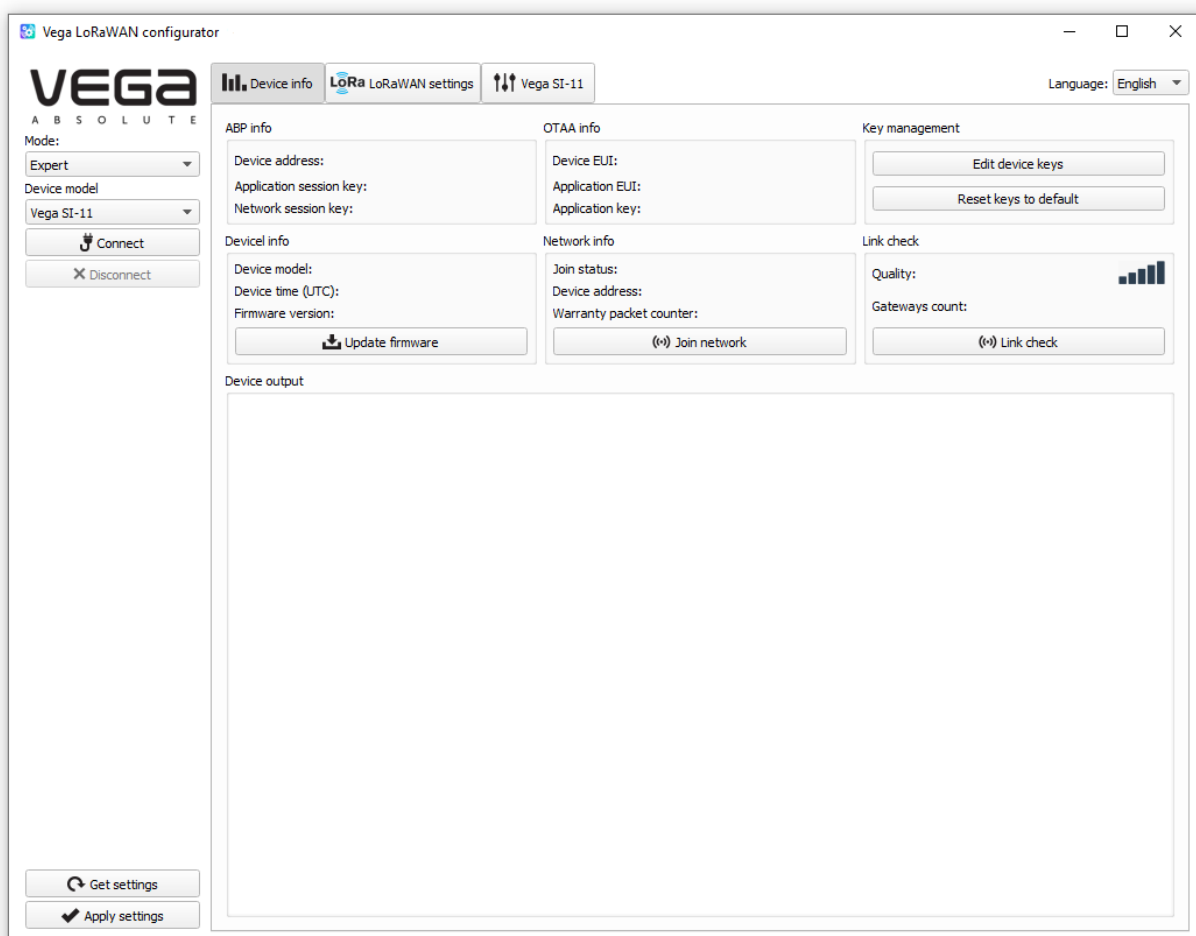 Vega LoRaWAN configurator
VEGA
ABSOLUTE
Mode:
Expert
Device model
Vega SI-11
Connect
Disconnect
Get settings
Apply settings
Device info
LoRa LoRaWAN settings
Vega SI-11
Language: English
ABP info
Device address:
Application session key:
Network session key:
OTAA info
Device EUI:
Application EUI:
Application key:
Key management
Edit device keys
Reset keys to default
Devicel info
Device model:
Device time (UTC):
Firmware version:
Update firmware
Network info
Join status:
Device address:
Warranty packet counter:
Join network
Link check
Quality:
Gateways count:
Link check
Device output